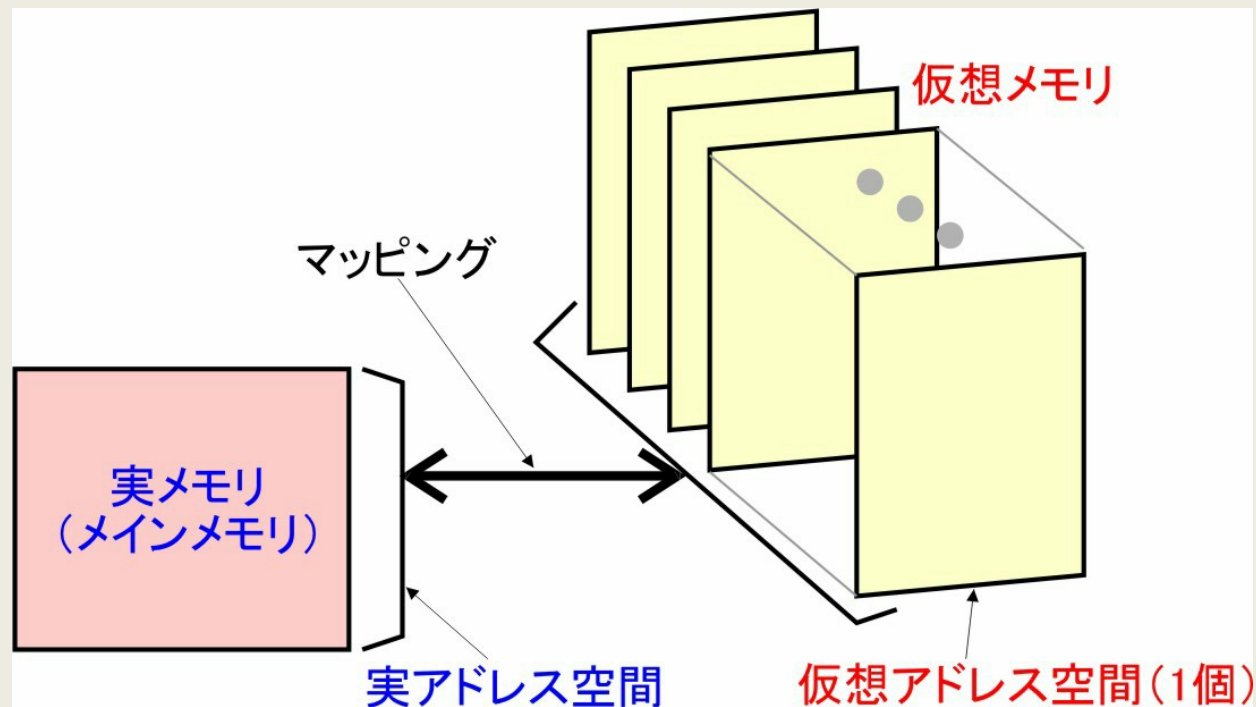 仮想メモリ
マッピング
実メモリ
（メインメモリ）
実アドレス空間
仮想アドレス空間（1個）